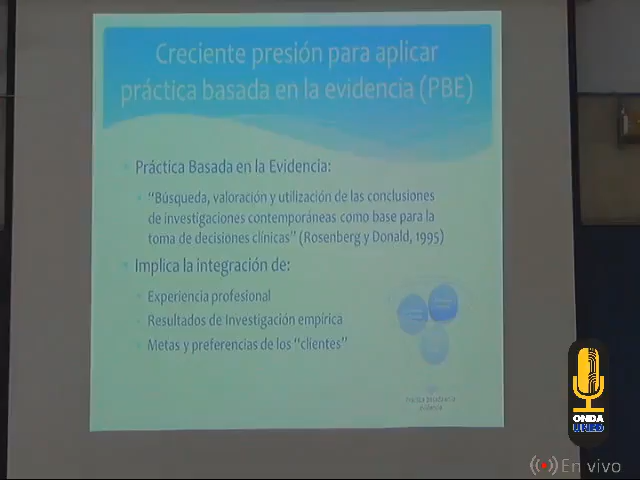 Creciente presión para aplicar
práctica basada en la evidencia (PBE)
Práctica Basada en la Evidencia:
"Búsqueda, valoración y utilización de las conclusiones
de investigaciones contemporáneas como base para la
toma de decisiones clínicas" (Rosenberg y Donald, 1995)
Implica la integración de:
Experiencia profesional
Resultados de Investigación empírica
Metas y preferencias de los "clientes"
ONDA
UNED
En vivo